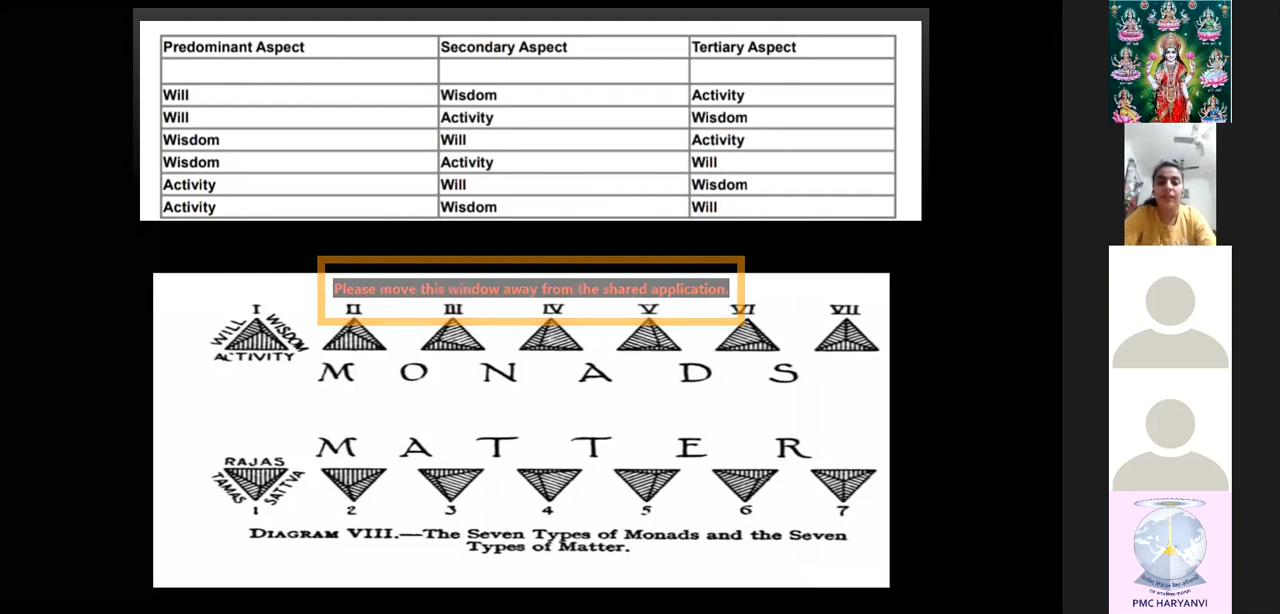 Predominant Aspect Secondary Aspect Tertiary Aspect
Will Wisdom Activity
Will Activity Wisdom
Wisdom Will Activity
Wisdom Activity Will
Activity Will Wisdom
Activity Wisdom Will
Please move this window away from the shared application.
I II III IV V VI VII
WILL WISDOM
ACTIVITY
MONADS
MATTER
RAJAS
TAMAS SATTVA
1 2 3 4 5 6 7
DIAGRAM VIII.—The Seven Types of Monads and the Seven
Types of Matter.
PMC HARYANVI